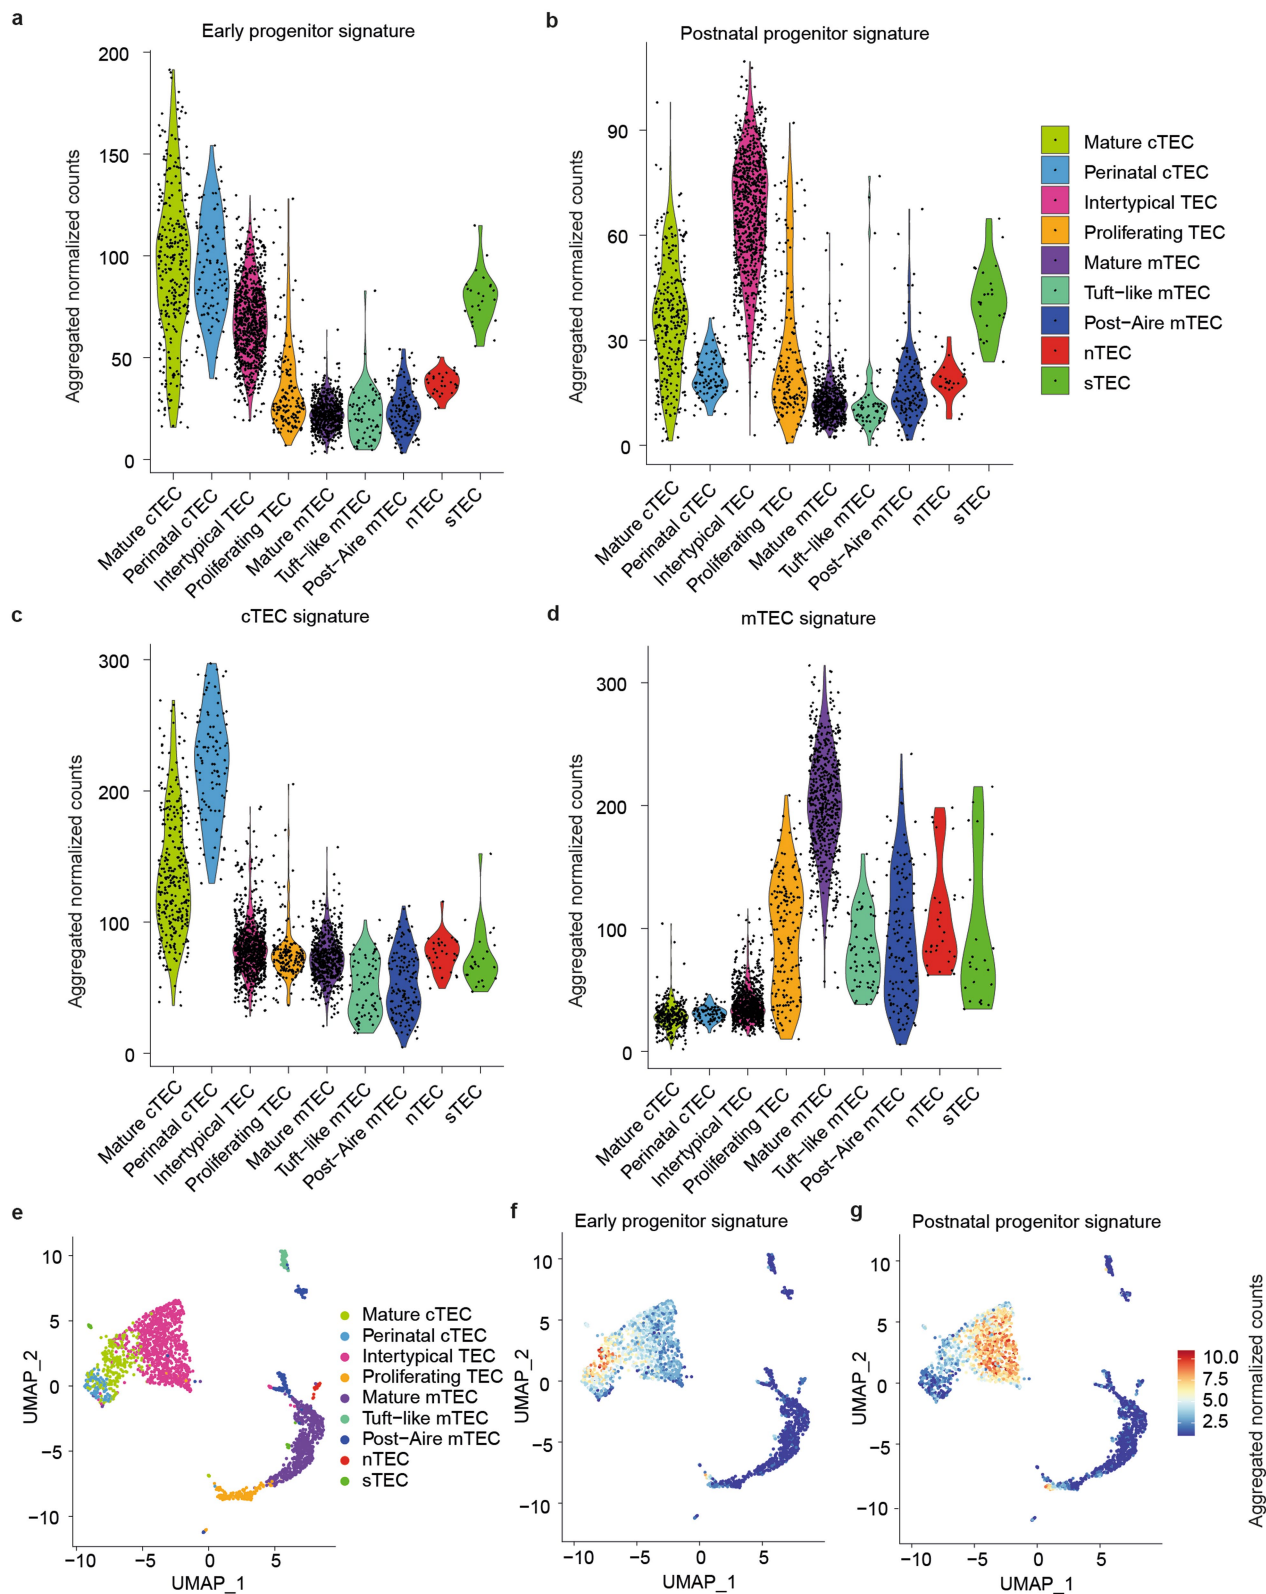 a
Early progenitor signature
200
150
100
50
0
Aggregated normalized counts
Mature cTEC
Perinatal cTEC
Intertypical TEC
Proliferating TEC
Mature mTEC
Tuft-like mTEC
Post-Aire mTEC
nTEC
sTEC
b
Postnatal progenitor signature
90
60
30
0
Aggregated normalized counts
Mature cTEC
Perinatal cTEC
Intertypical TEC
Proliferating TEC
Mature mTEC
Tuft-like mTEC
Post-Aire mTEC
nTEC
sTEC
Mature cTEC
Perinatal cTEC
Intertypical TEC
Proliferating TEC
Mature mTEC
Tuft-like mTEC
Post-Aire mTEC
nTEC
sTEC
c
cTEC signature
300
200
100
0
Aggregated normalized counts
Mature cTEC
Perinatal cTEC
Intertypical TEC
Proliferating TEC
Mature mTEC
Tuft-like mTEC
Post-Aire mTEC
nTEC
sTEC
d
mTEC signature
300
200
100
0
Aggregated normalized counts
Mature cTEC
Perinatal cTEC
Intertypical TEC
Proliferating TEC
Mature mTEC
Tuft-like mTEC
Post-Aire mTEC
nTEC
sTEC
e
10
5
0
-5
-10
UMAP_2
-10 -5 0 5
UMAP_1
Mature cTEC
Perinatal cTEC
Intertypical TEC
Proliferating TEC
Mature mTEC
Tuft-like mTEC
Post-Aire mTEC
nTEC
sTEC
f
Early progenitor signature
10
5
0
-5
-10
UMAP_2
-10 -5 0 5
UMAP_1
g
Postnatal progenitor signature
10
5
0
-5
-10
UMAP_2
-10 -5 0 5
UMAP_1
10.0
7.5
5.0
2.5
Aggregated normalized counts